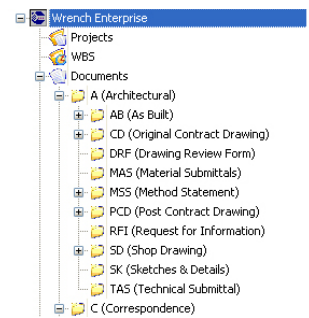 Wrench Enterprise
Projects
WBS
Documents
A (Architectural)
AB (As Built)
CD (Original Contract Drawing)
DRF (Drawing Review Form)
MAS (Material Submittals)
MSS (Method Statement)
PCD (Post Contract Drawing)
RFI (Request for Information)
SD (Shop Drawing)
SK (Sketches & Details)
TAS (Technical Submittal)
C (Correspondence)